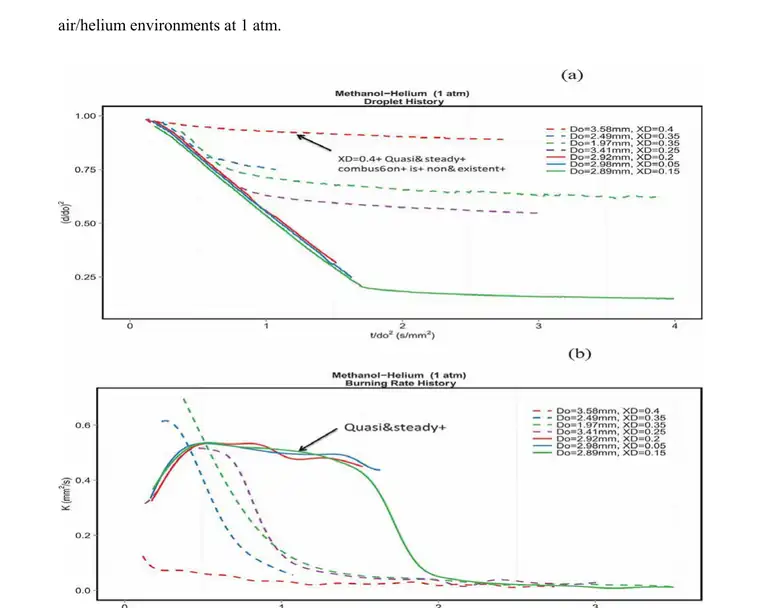 air/helium environments at 1 atm.
(a)
Methanol−Helium (1 atm)
Droplet History
1.00
0.75
0.50
0.25
(d/do)²
XD=0.4+ Quasi& steady+
combus6on+ is+ non&existent+
Do=3.58mm, XD=0.4
Do=2.49mm, XD=0.35
Do=1.97mm, XD=0.35
Do=3.41mm, XD=0.25
Do=2.92mm, XD=0.2
Do=2.98mm, XD=0.05
Do=2.89mm, XD=0.15
0 1 2 3 4
t/do² (s/mm²)
(b)
Methanol−Helium (1 atm)
Burning Rate History
0.6
0.4
0.2
0.0
K (mm²/s)
Quasi&steady+
Do=3.58mm, XD=0.4
Do=2.49mm, XD=0.35
Do=1.97mm, XD=0.35
Do=3.41mm, XD=0.25
Do=2.92mm, XD=0.2
Do=2.98mm, XD=0.05
Do=2.89mm, XD=0.15
0 1 2 3